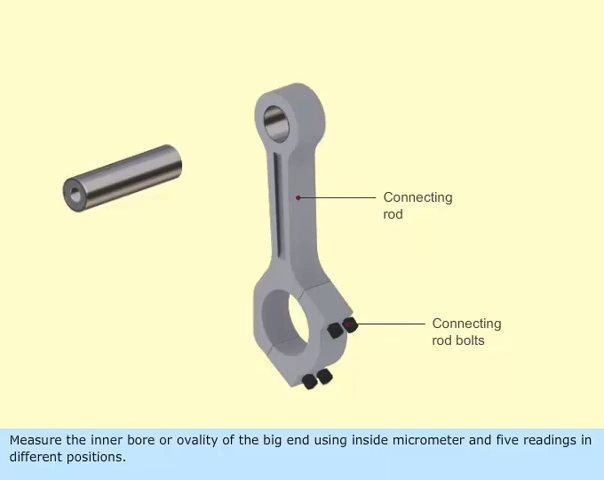 Connecting
rod
Connecting
rod bolts
Measure the inner bore or ovality of the big end using inside micrometer and five readings in
different positions.